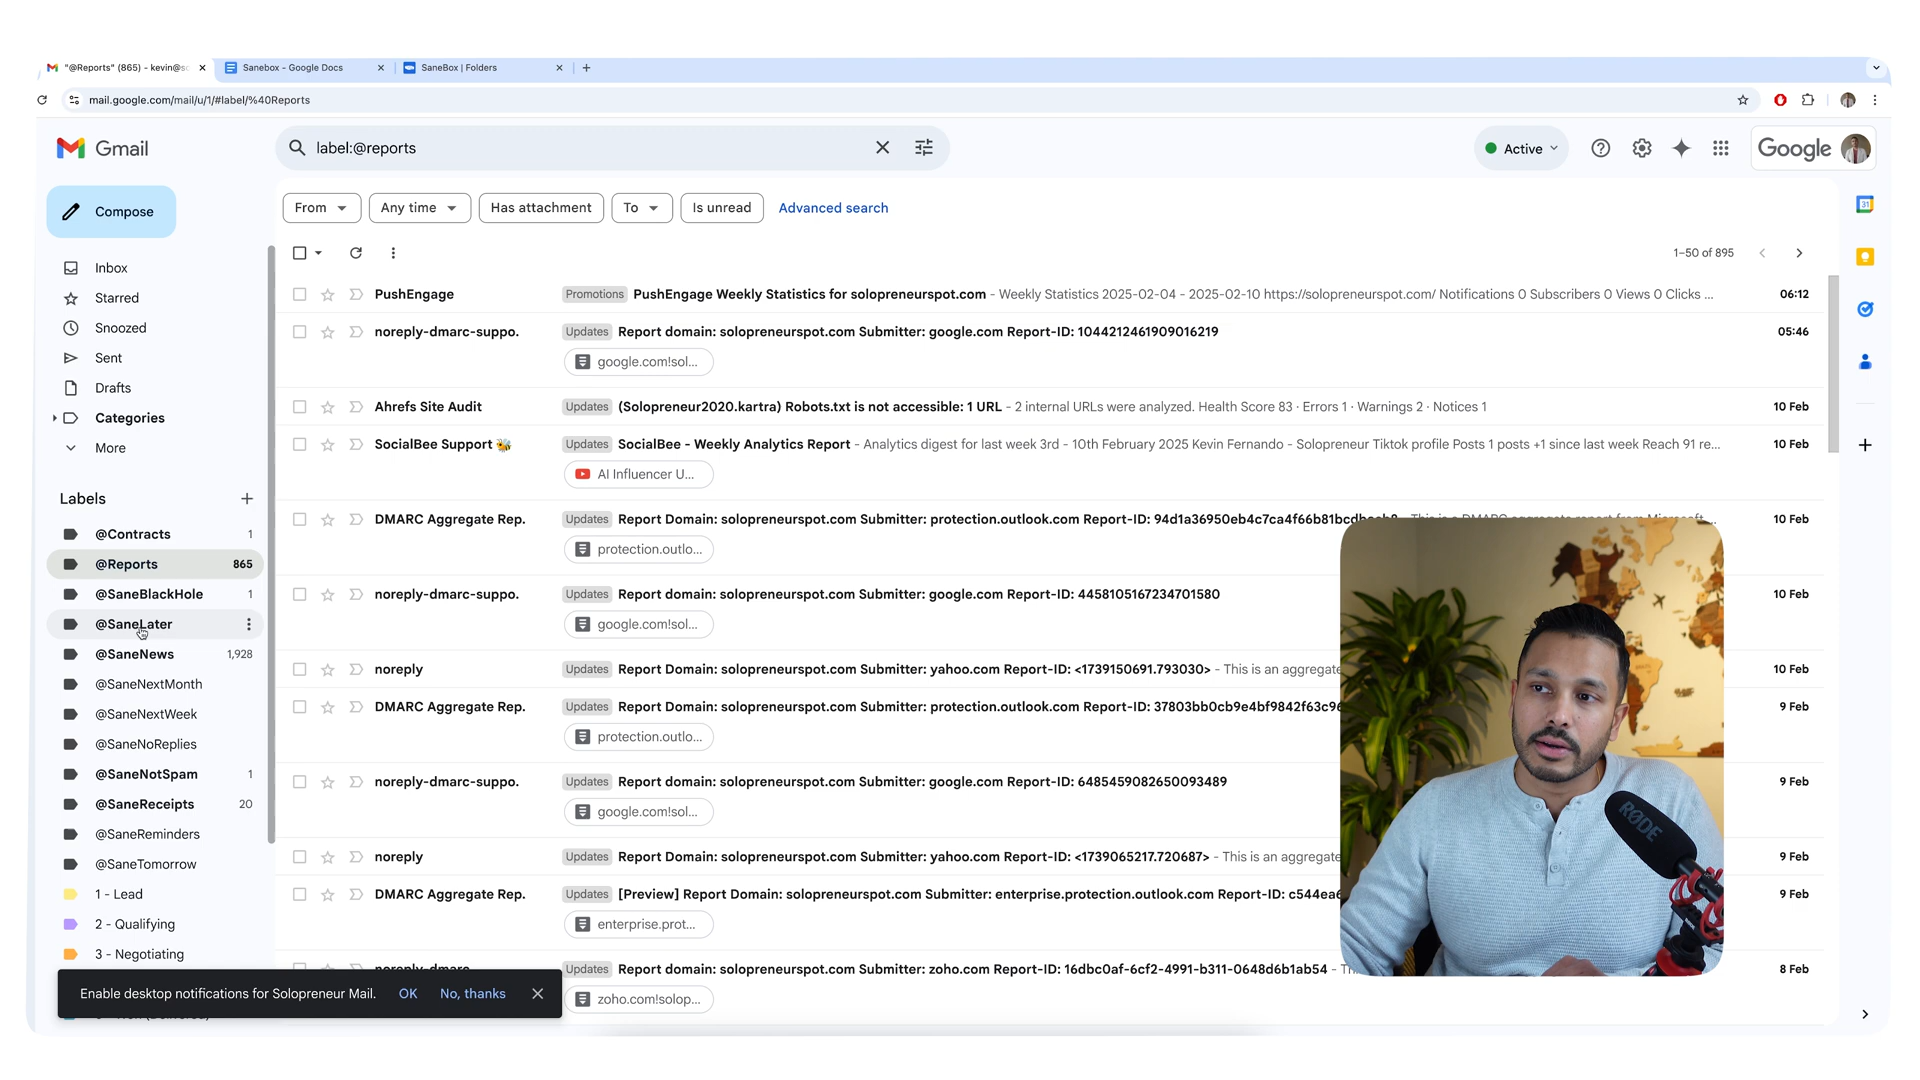 "@Reports" (865) - kevin@s
Sanebox - Google Docs
SaneBox | Folders
mail.google.com/mail/u/1/#label/%40Reports
Gmail
label:@reports
Active
Google
Compose
From
Any time
Has attachment
To
Is unread
Advanced search
1–50 of 895
Inbox
Starred
Snoozed
Sent
Drafts
Categories
More
Labels
@Contracts 1
@Reports 865
@SaneBlackHole 1
@SaneLater
@SaneNews 1,928
@SaneNextMonth
@SaneNextWeek
@SaneNoReplies
@SaneNotSpam 1
@SaneReceipts 20
@SaneReminders
@SaneTomorrow
1 - Lead
2 - Qualifying
3 - Negotiating
PushEngage Promotions PushEngage Weekly Statistics for solopreneurspot.com - Weekly Statistics 2025-02-04 - 2025-02-10 https://solopreneurspot.com/ Notifications 0 Subscribers 0 Views 0 Clicks ... 06:12
noreply-dmarc-suppo. Updates Report domain: solopreneurspot.com Submitter: google.com Report-ID: 1044212461909016219 05:46
google.com!sol...
Ahrefs Site Audit Updates (Solopreneur2020.kartra) Robots.txt is not accessible: 1 URL - 2 internal URLs were analyzed. Health Score 83 · Errors 1 · Warnings 2 · Notices 1 10 Feb
SocialBee Support 🐝 Updates SocialBee - Weekly Analytics Report - Analytics digest for last week 3rd - 10th February 2025 Kevin Fernando - Solopreneur Tiktok profile Posts 1 posts +1 since last week Reach 91 re... 10 Feb
AI Influencer U...
DMARC Aggregate Rep. Updates Report Domain: solopreneurspot.com Submitter: protection.outlook.com Report-ID: 10 Feb
protection.outlo...
noreply-dmarc-suppo. Updates Report domain: solopreneurspot.com Submitter: google.com Report-ID: 4458105167234701580 10 Feb
google.com!sol...
noreply Updates Report Domain: solopreneurspot.com Submitter: yahoo.com Report-ID: <1739150691.793030> - This is an aggregate 10 Feb
DMARC Aggregate Rep. Updates Report Domain: solopreneurspot.com Submitter: protection.outlook.com Report-ID: 37803bb0cb9e4bf9842f63c96 9 Feb
protection.outlo...
noreply-dmarc-suppo. Updates Report domain: solopreneurspot.com Submitter: google.com Report-ID: 6485459082650093489 9 Feb
google.com!sol...
noreply Updates Report Domain: solopreneurspot.com Submitter: yahoo.com Report-ID: <1739065217.720687> - This is an aggregate 9 Feb
DMARC Aggregate Rep. Updates [Preview] Report Domain: solopreneurspot.com Submitter: enterprise.protection.outlook.com Report-ID: c544ea6 9 Feb
enterprise.prot...
noreply-dmarc Updates Report domain: solopreneurspot.com Submitter: zoho.com Report-ID: 16dbc0af-6cf2-4991-b311-0648d6b1ab54 - 8 Feb
zoho.com!solop...
Enable desktop notifications for Solopreneur Mail. OK No, thanks
RØDE